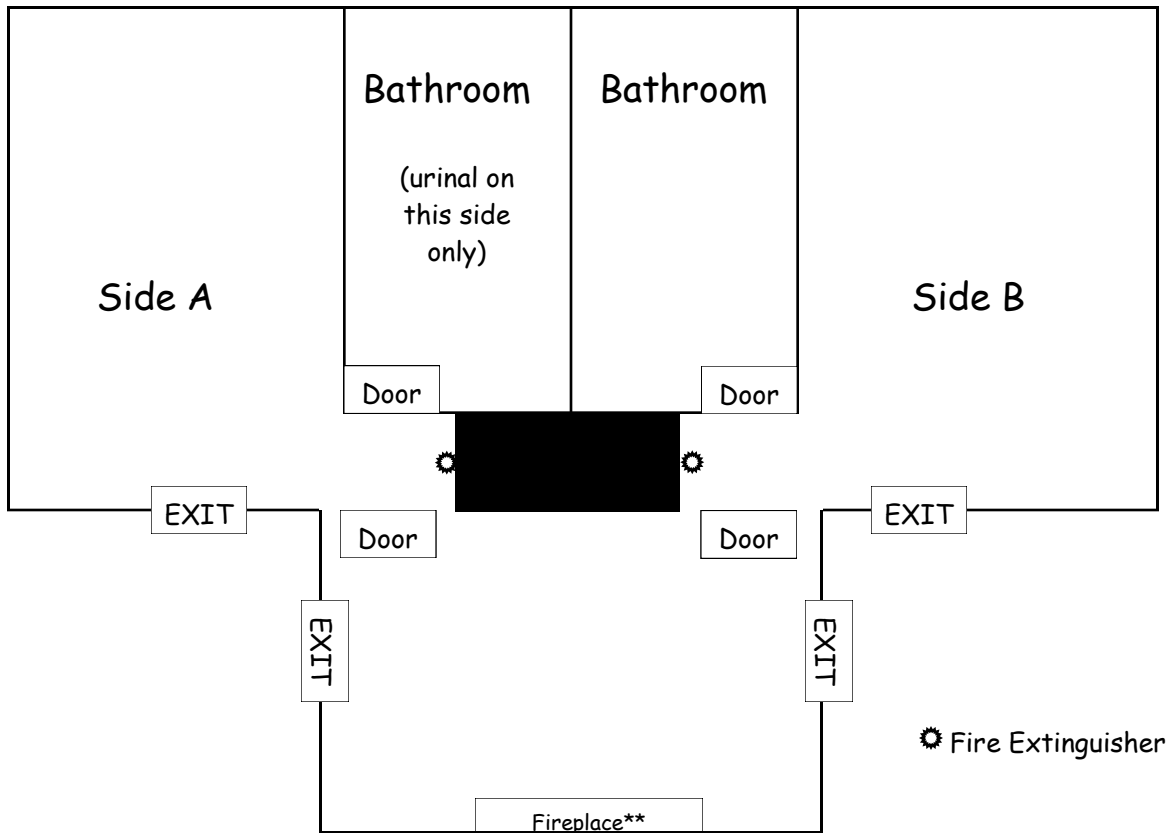 Bathroom
Bathroom
(urinal on
this side
only)
Side A
Side B
Door
Door
EXIT
EXIT
Door
Door
EXIT
EXIT
Fire Extinguisher
Fireplace**